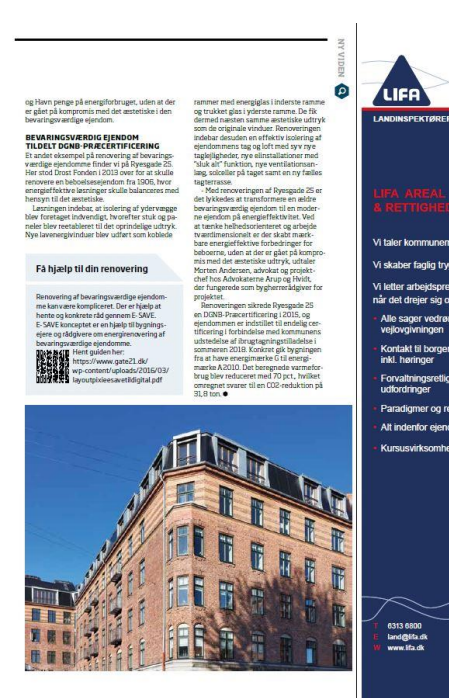 NY VIDEN
og Havn penge på energiforbruget, uden at der
er gået på kompromis med det æstetiske i den
bevaringsværdige ejendom.
BEVARINGSVÆRDIG EJENDOM
TILDELT DGNB-PRÆCERTIFICERING
Et andet eksempel på renovering af bevarings-
værdige ejendomme finder vi på Ryesgade 25.
Her stod Drost Fonden i 2013 over for at skulle
renovere en beboelsesejendom fra 1906, hvor
energieffektive løsninger skulle balanceres med
hensyn til det æstetiske.
Løsningen indebar, at isolering af ydervægge
blev foretaget indvendigt, hvorefter stuk og pa-
neler blev reetableret til det oprindelige udtryk.
Nye lavenergivinduer blev udført som koblede
Få hjælp til din renovering
Renovering af bevaringsværdige ejendom-
me kan være kompliceret. Der er hjælp at
hente og konkrete råd gennem E-SAVE.
E-SAVE konceptet er en hjælp til bygnings-
ejere og rådgivere om energirenovering af
bevaringsværdige ejendomme.
Hent guiden her:
https://www.gate21.dk/
wp-content/uploads/2016/03/
layoutpixieesavetildigital.pdf
rammer med energiglas i inderste ramme
og trukket glas i yderste ramme. De fik
dermed næsten samme æstetiske udtryk
som de originale vinduer. Renoveringen
indebar desuden en effektiv isolering af
ejendommens tag og loft med syv nye
taglejligheder, nye elinstallationer med
"sluk alt" funktion, nye ventilationsan-
læg, solceller på taget samt en ny fælles
tagterrasse.
- Med renoveringen af Ryesgade 25 er
det lykkedes at transformere en ældre
bevaringsværdig ejendom til en moder-
ne ejendom på energieffektivitet. Ved
at tænke helhedsorienteret og arbejde
tværdimensionelt er der skabt mærk-
bare energieffektive forbedringer for
beboerne, uden at der er gået på kompro-
mis med det æstetiske udtryk, udtaler
Morten Andersen, advokat og projekt-
chef hos Advokaterne Arup og Hvidt,
der fungerede som bygherrerådgiver for
projektet.
Renoveringen sikrede Ryesgade 25
en DGNB-Præcertificering i 2015, og
ejendommen er indstillet til endelig cer-
tificering i forbindelse med kommunens
udstedelse af ibrugtagningstilladelse i
sommeren 2018. Konkret gik bygningen
fra at have energimærke G til energi-
mærke A2010. Det beregnede varmefor-
brug blev reduceret med 70 pct., hvilket
omregnet svarer til en CO2-reduktion på
31,8 ton.
LIFA
LANDINSPEKTØRER
LIFA AREAL
& RETTIGHED
Vi taler kommunen
Vi skaber faglig tryg
Vi letter arbejdspre
når det drejer sig o
• Alle sager vedrø
vejlovgivningen
• Kontakt til borger
inkl. høringer
• Forvaltningsretlig
udfordringer
• Paradigmer og re
• Alt indenfor ejend
• Kursusvirksomhe
T 6313 6800
E land@lifa.dk
W www.lifa.dk